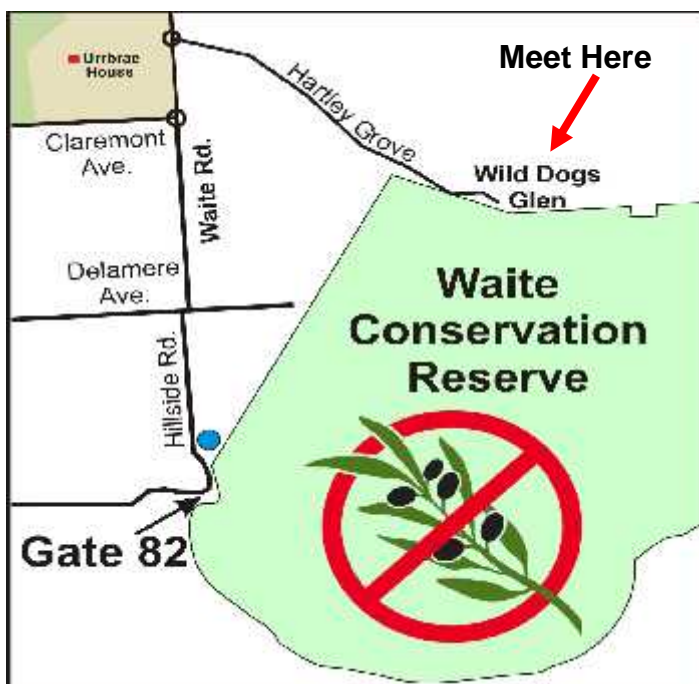 Meet Here
Urrbrae
House
Hartley Grove
Claremont
Ave.
Waite Rd.
Wild Dogs
Glen
Delamere
Ave.
Waite
Conservation
Reserve
Hillside Rd.
Gate 82